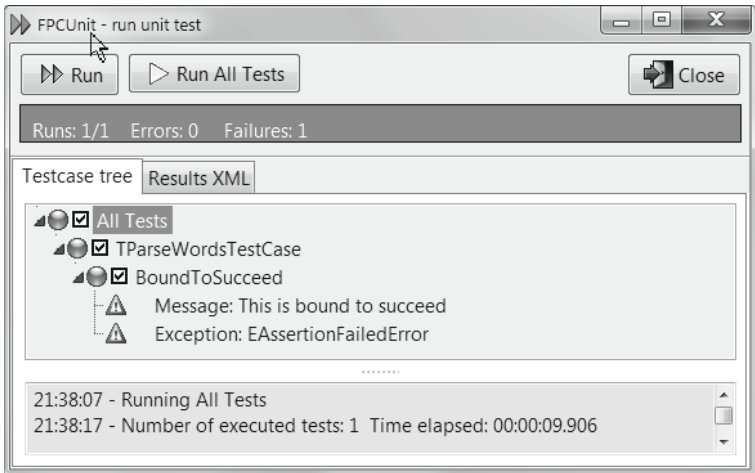 FPCUnit - run unit test
Run Run All Tests Close
Runs: 1/1 Errors: 0 Failures: 1
Testcase tree Results XML
All Tests
TParseWordsTestCase
BoundToSucceed
Message: This is bound to succeed
Exception: EAssertionFailedError
21:38:07 - Running All Tests
21:38:17 - Number of executed tests: 1 Time elapsed: 00:00:09.906